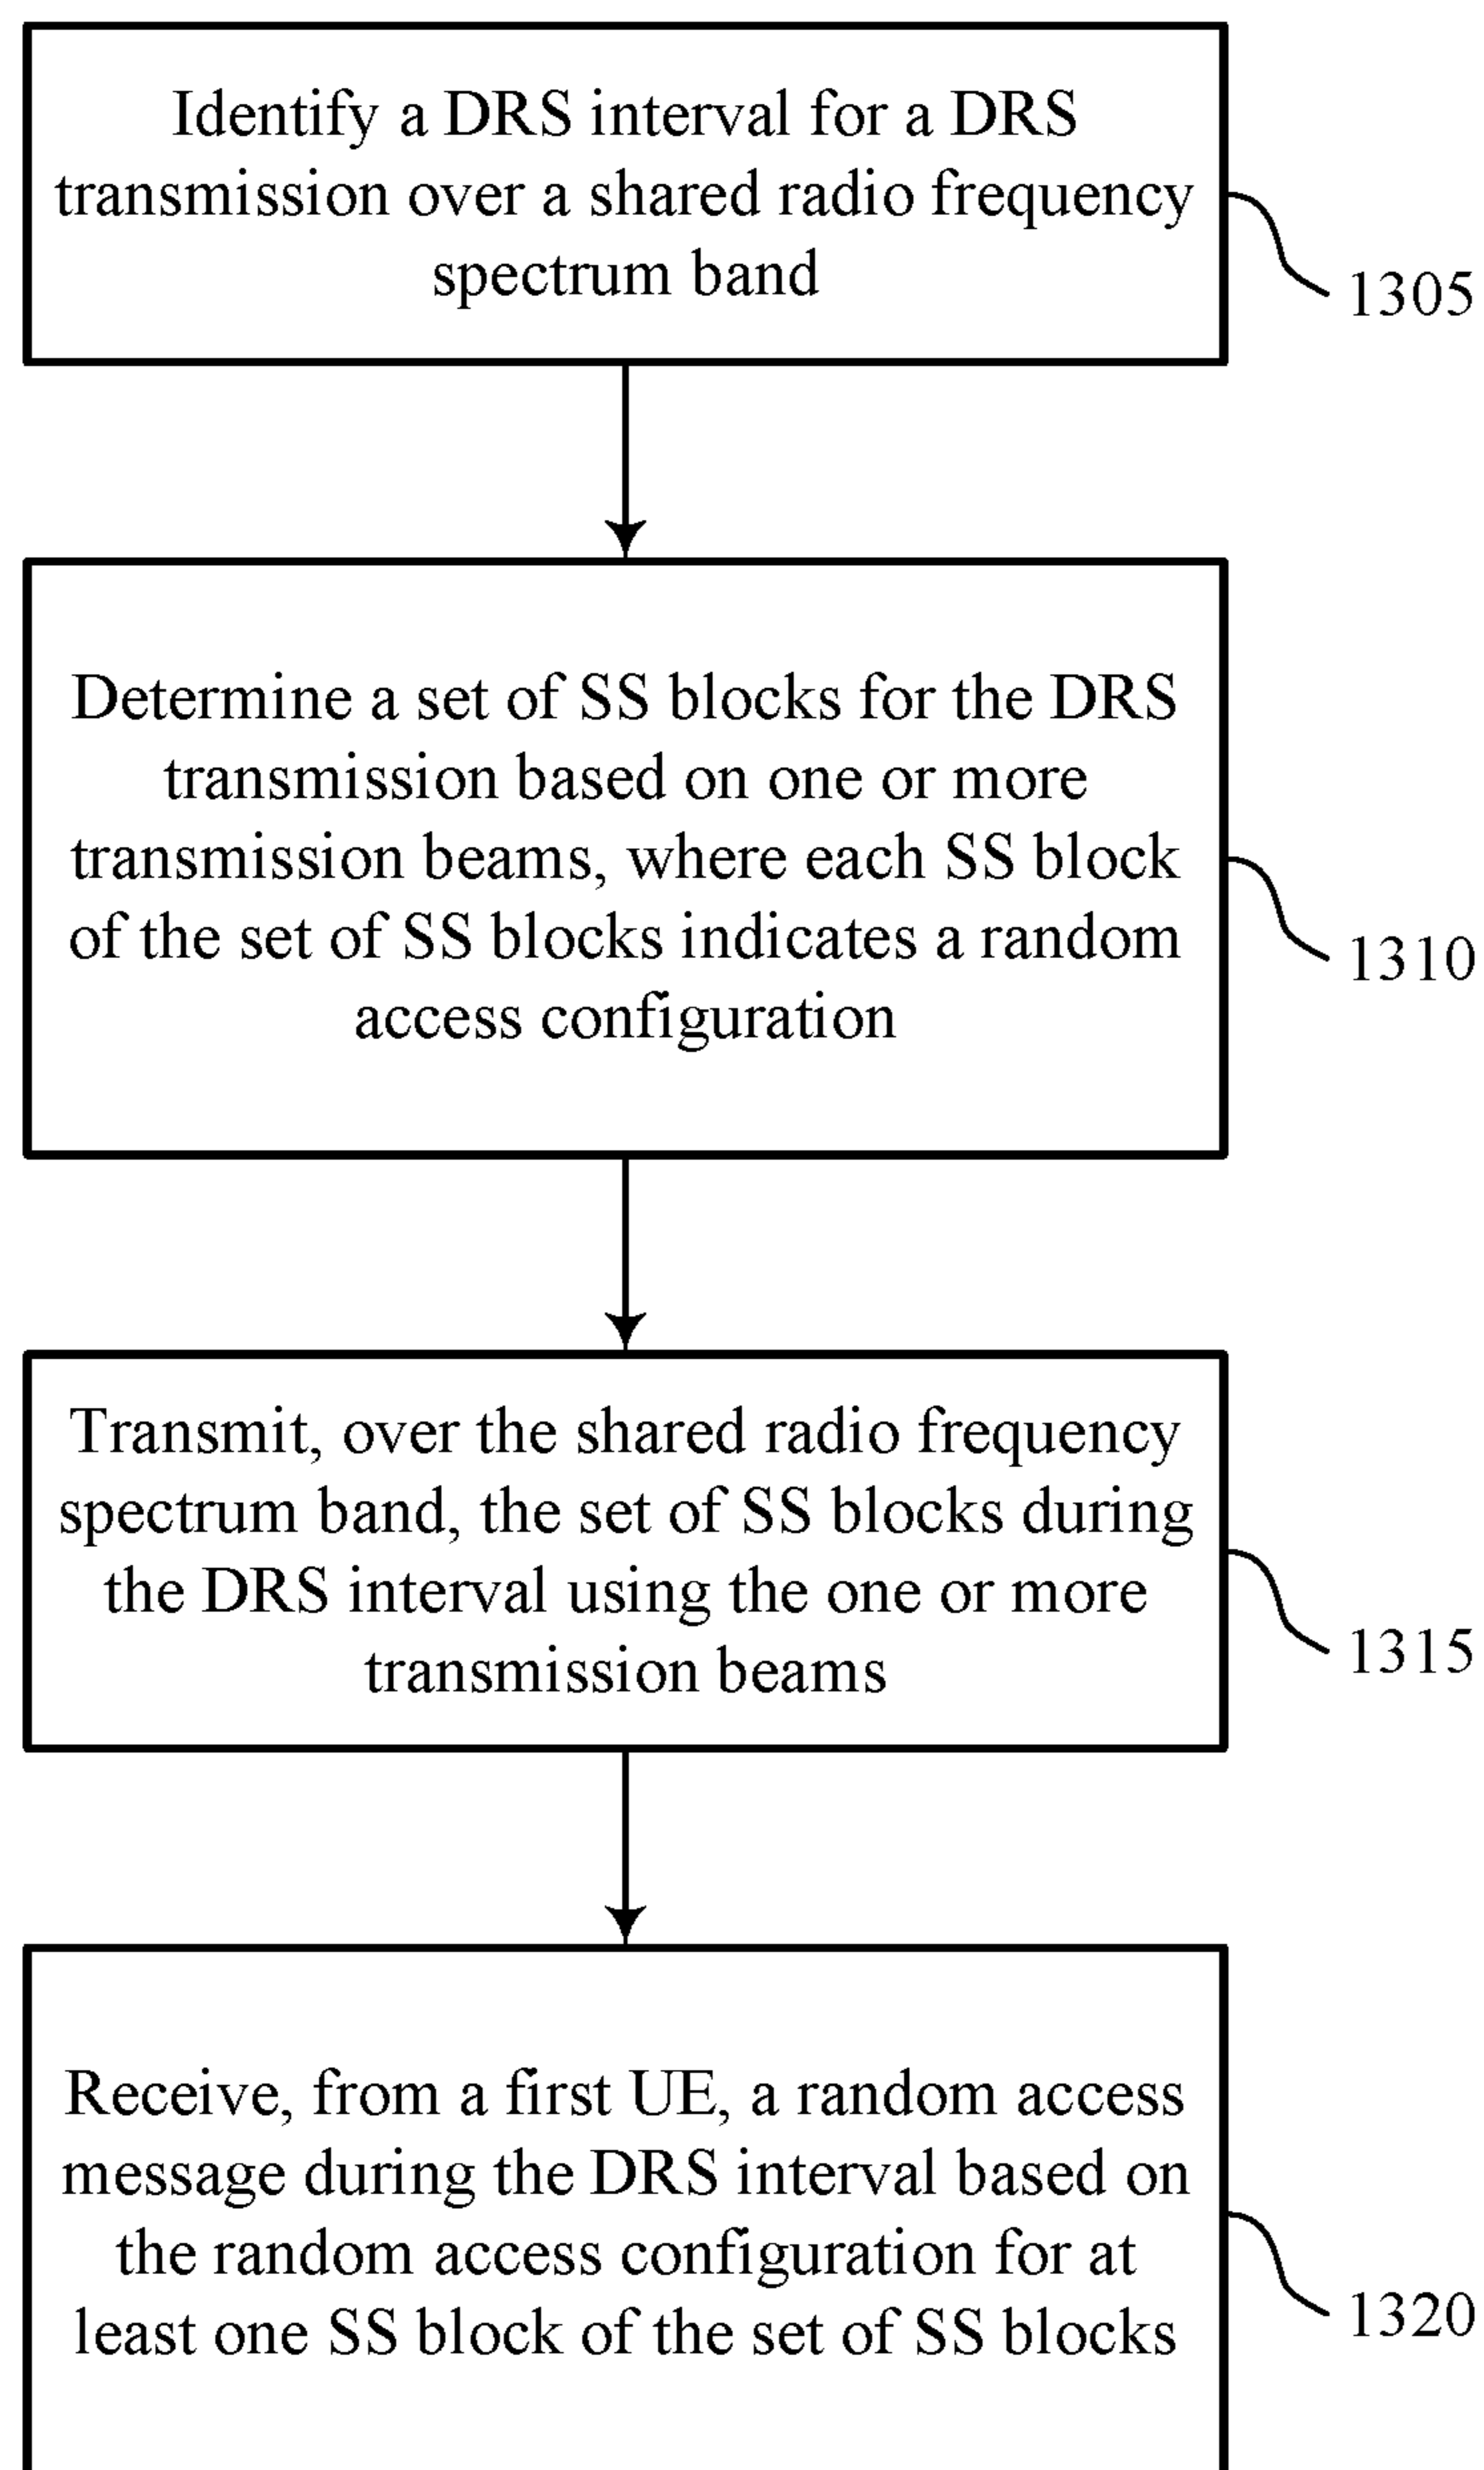 Identify a DRS interval for a DRS
transmission over a shared radio frequency
spectrum band
1305
Determine a set of SS blocks for the DRS
transmission based on one or more
transmission beams, where each SS block
of the set of SS blocks indicates a random
access configuration
1310
Transmit, over the shared radio frequency
spectrum band, the set of SS blocks during
the DRS interval using the one or more
transmission beams
1315
Receive, from a first UE, a random access
message during the DRS interval based on
the random access configuration for at
least one SS block of the set of SS blocks
1320